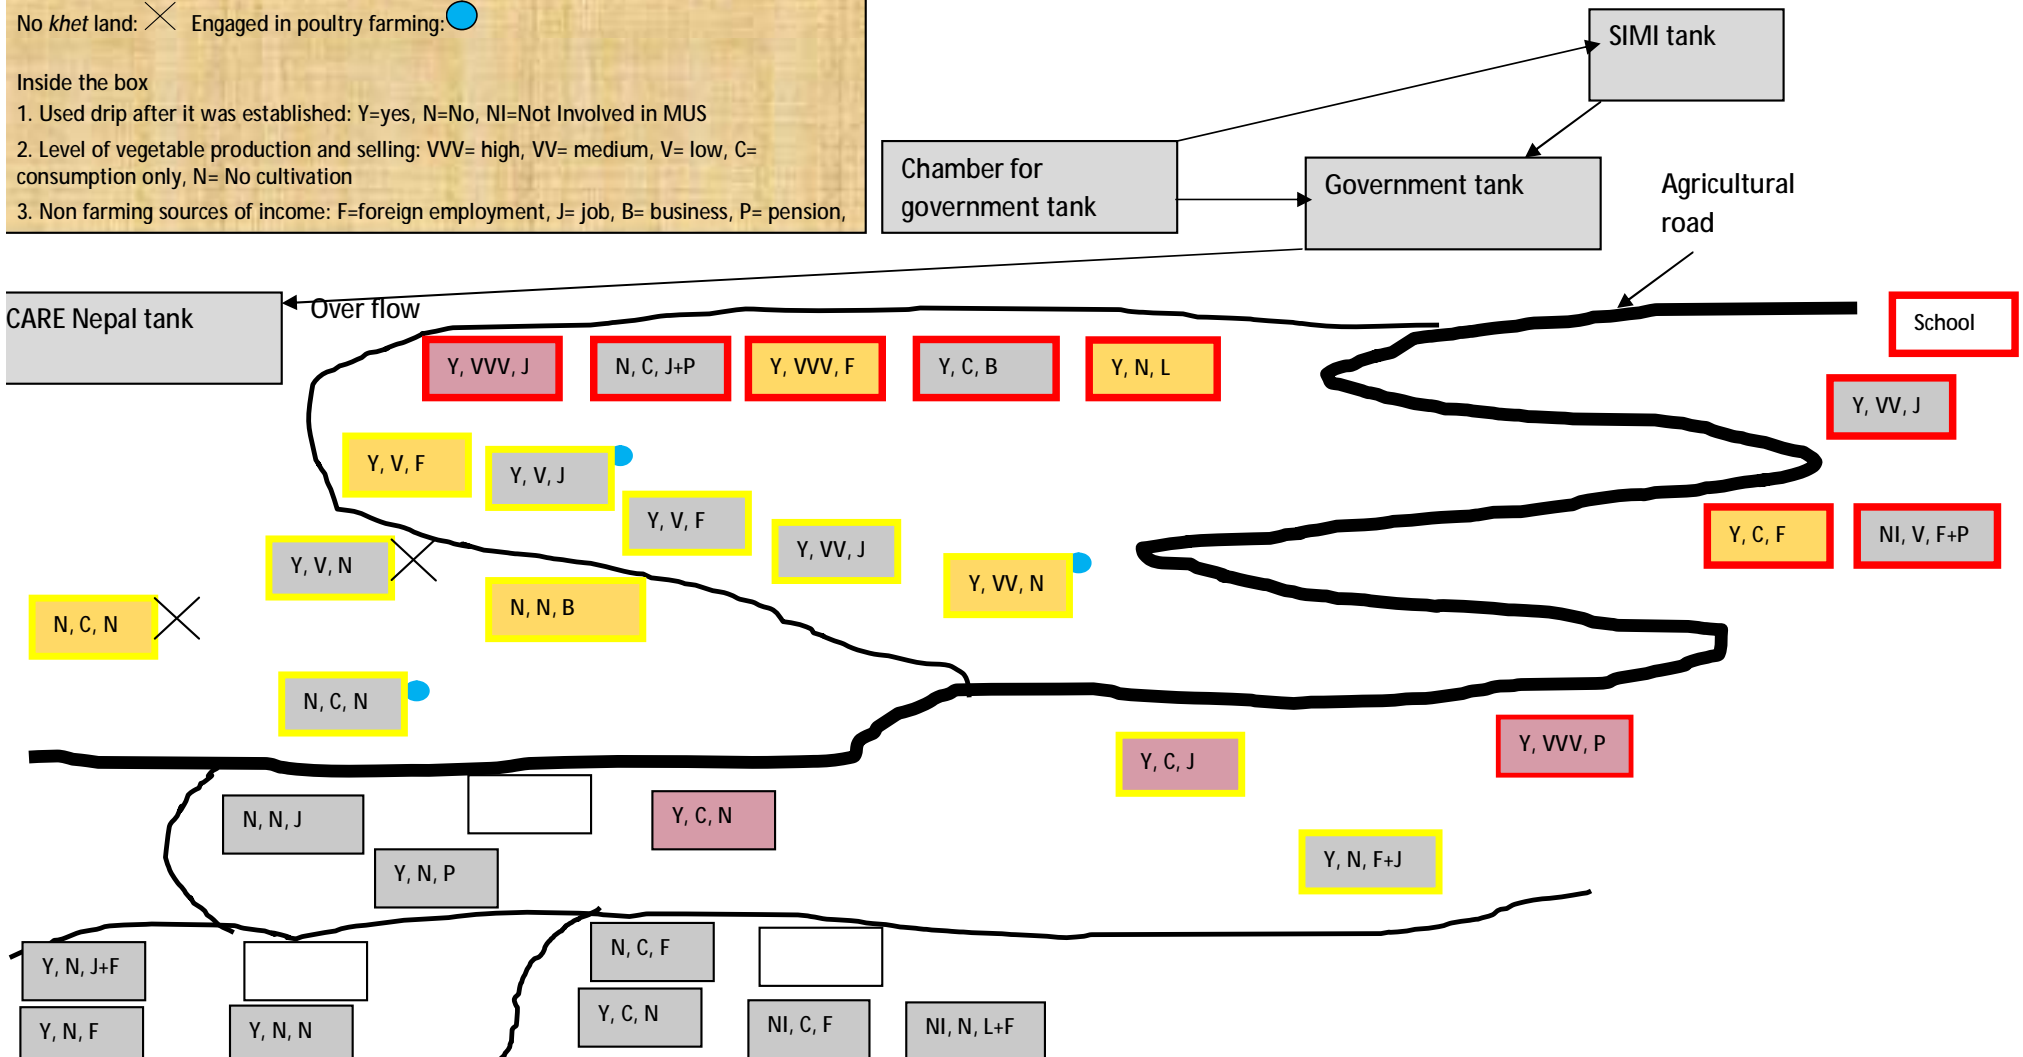 No khet land: Engaged in poultry farming:
Inside the box
1. Used drip after it was established: Y=yes, N=No, NI=Not Involved in MUS
2. Level of vegetable production and selling: VVV= high, VV= medium, V= low, C=
consumption only, N= No cultivation
3. Non farming sources of income: F=foreign employment, J= job, B= business, P= pension,
SIMI tank
Chamber for
government tank
Government tank
Agricultural
road
CARE Nepal tank
Over flow
School
Y, VVV, J
N, C, J+P
Y, VVV, F
Y, C, B
Y, N, L
Y, VV, J
Y, V, F
Y, V, J
Y, V, F
Y, VV, J
Y, C, F
NI, V, F+P
Y, V, N
Y, VV, N
N, N, B
N, C, N
N, C, N
Y, C, J
Y, VVV, P
N, N, J
Y, C, N
Y, N, P
Y, N, F+J
Y, N, J+F
N, C, F
Y, N, F
Y, N, N
Y, C, N
NI, C, F
NI, N, L+F